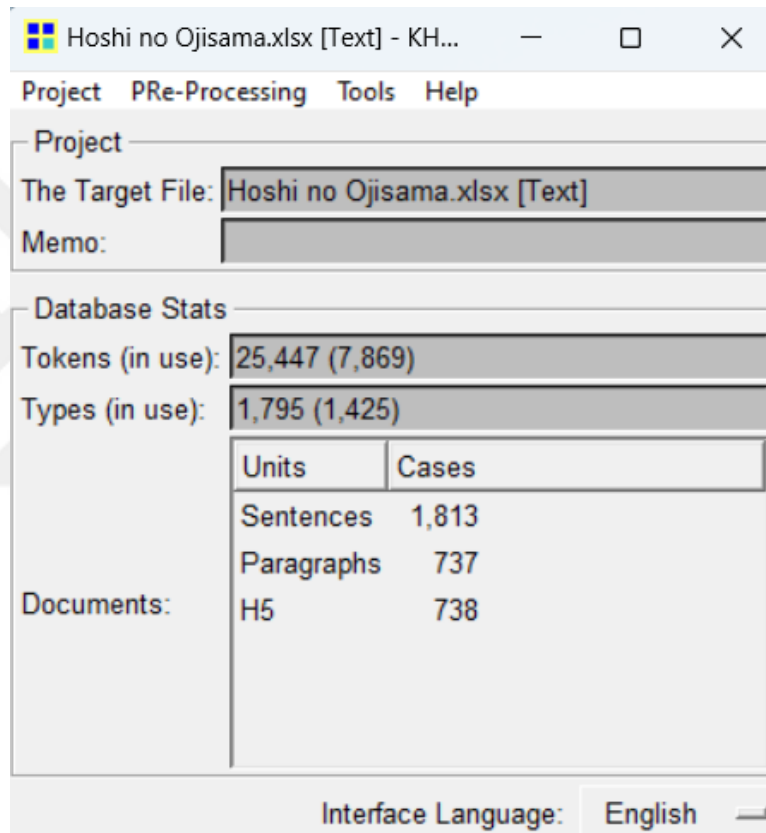 Hoshi no Ojisama.xlsx [Text] - KH...
Project PRe-Processing Tools Help
Project
The Target File: Hoshi no Ojisama.xlsx [Text]
Memo:
Database Stats
Tokens (in use): 25,447 (7,869)
Types (in use): 1,795 (1,425)
Units Cases
Sentences 1,813
Paragraphs 737
Documents: H5 738
Interface Language: English